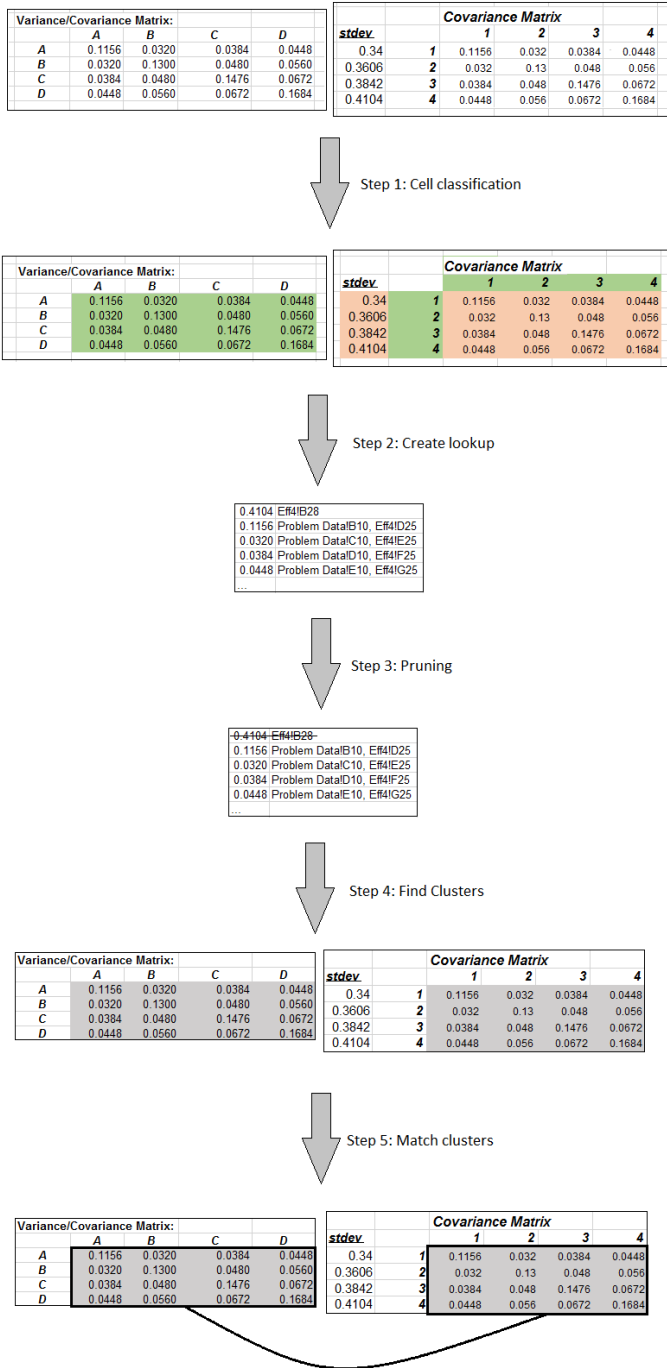 Variance/Covariance Matrix:
A B C D
A 0.1156 0.0320 0.0384 0.0448
B 0.0320 0.1300 0.0480 0.0560
C 0.0384 0.0480 0.1476 0.0672
D 0.0448 0.0560 0.0672 0.1684
Covariance Matrix
stdev 1 2 3 4
0.34 1 0.1156 0.032 0.0384 0.0448
0.3606 2 0.032 0.13 0.048 0.056
0.3842 3 0.0384 0.048 0.1476 0.0672
0.4104 4 0.0448 0.056 0.0672 0.1684
Step 1: Cell classification
Variance/Covariance Matrix:
A B C D
A 0.1156 0.0320 0.0384 0.0448
B 0.0320 0.1300 0.0480 0.0560
C 0.0384 0.0480 0.1476 0.0672
D 0.0448 0.0560 0.0672 0.1684
Covariance Matrix
stdev 1 2 3 4
0.34 1 0.1156 0.032 0.0384 0.0448
0.3606 2 0.032 0.13 0.048 0.056
0.3842 3 0.0384 0.048 0.1476 0.0672
0.4104 4 0.0448 0.056 0.0672 0.1684
Step 2: Create lookup
0.4104 Eff4!B28
0.1156 Problem Data!B10, Eff4!D25
0.0320 Problem Data!C10, Eff4!E25
0.0384 Problem Data!D10, Eff4!F25
0.0448 Problem Data!E10, Eff4!G25
...
Step 3: Pruning
0.4104 Eff4!B28
0.1156 Problem Data!B10, Eff4!D25
0.0320 Problem Data!C10, Eff4!E25
0.0384 Problem Data!D10, Eff4!F25
0.0448 Problem Data!E10, Eff4!G25
...
Step 4: Find Clusters
Variance/Covariance Matrix:
A B C D
A 0.1156 0.0320 0.0384 0.0448
B 0.0320 0.1300 0.0480 0.0560
C 0.0384 0.0480 0.1476 0.0672
D 0.0448 0.0560 0.0672 0.1684
Covariance Matrix
stdev 1 2 3 4
0.34 1 0.1156 0.032 0.0384 0.0448
0.3606 2 0.032 0.13 0.048 0.056
0.3842 3 0.0384 0.048 0.1476 0.0672
0.4104 4 0.0448 0.056 0.0672 0.1684
Step 5: Match clusters
Variance/Covariance Matrix:
A B C D
A 0.1156 0.0320 0.0384 0.0448
B 0.0320 0.1300 0.0480 0.0560
C 0.0384 0.0480 0.1476 0.0672
D 0.0448 0.0560 0.0672 0.1684
Covariance Matrix
stdev 1 2 3 4
0.34 1 0.1156 0.032 0.0384 0.0448
0.3606 2 0.032 0.13 0.048 0.056
0.3842 3 0.0384 0.048 0.1476 0.0672
0.4104 4 0.0448 0.056 0.0672 0.1684